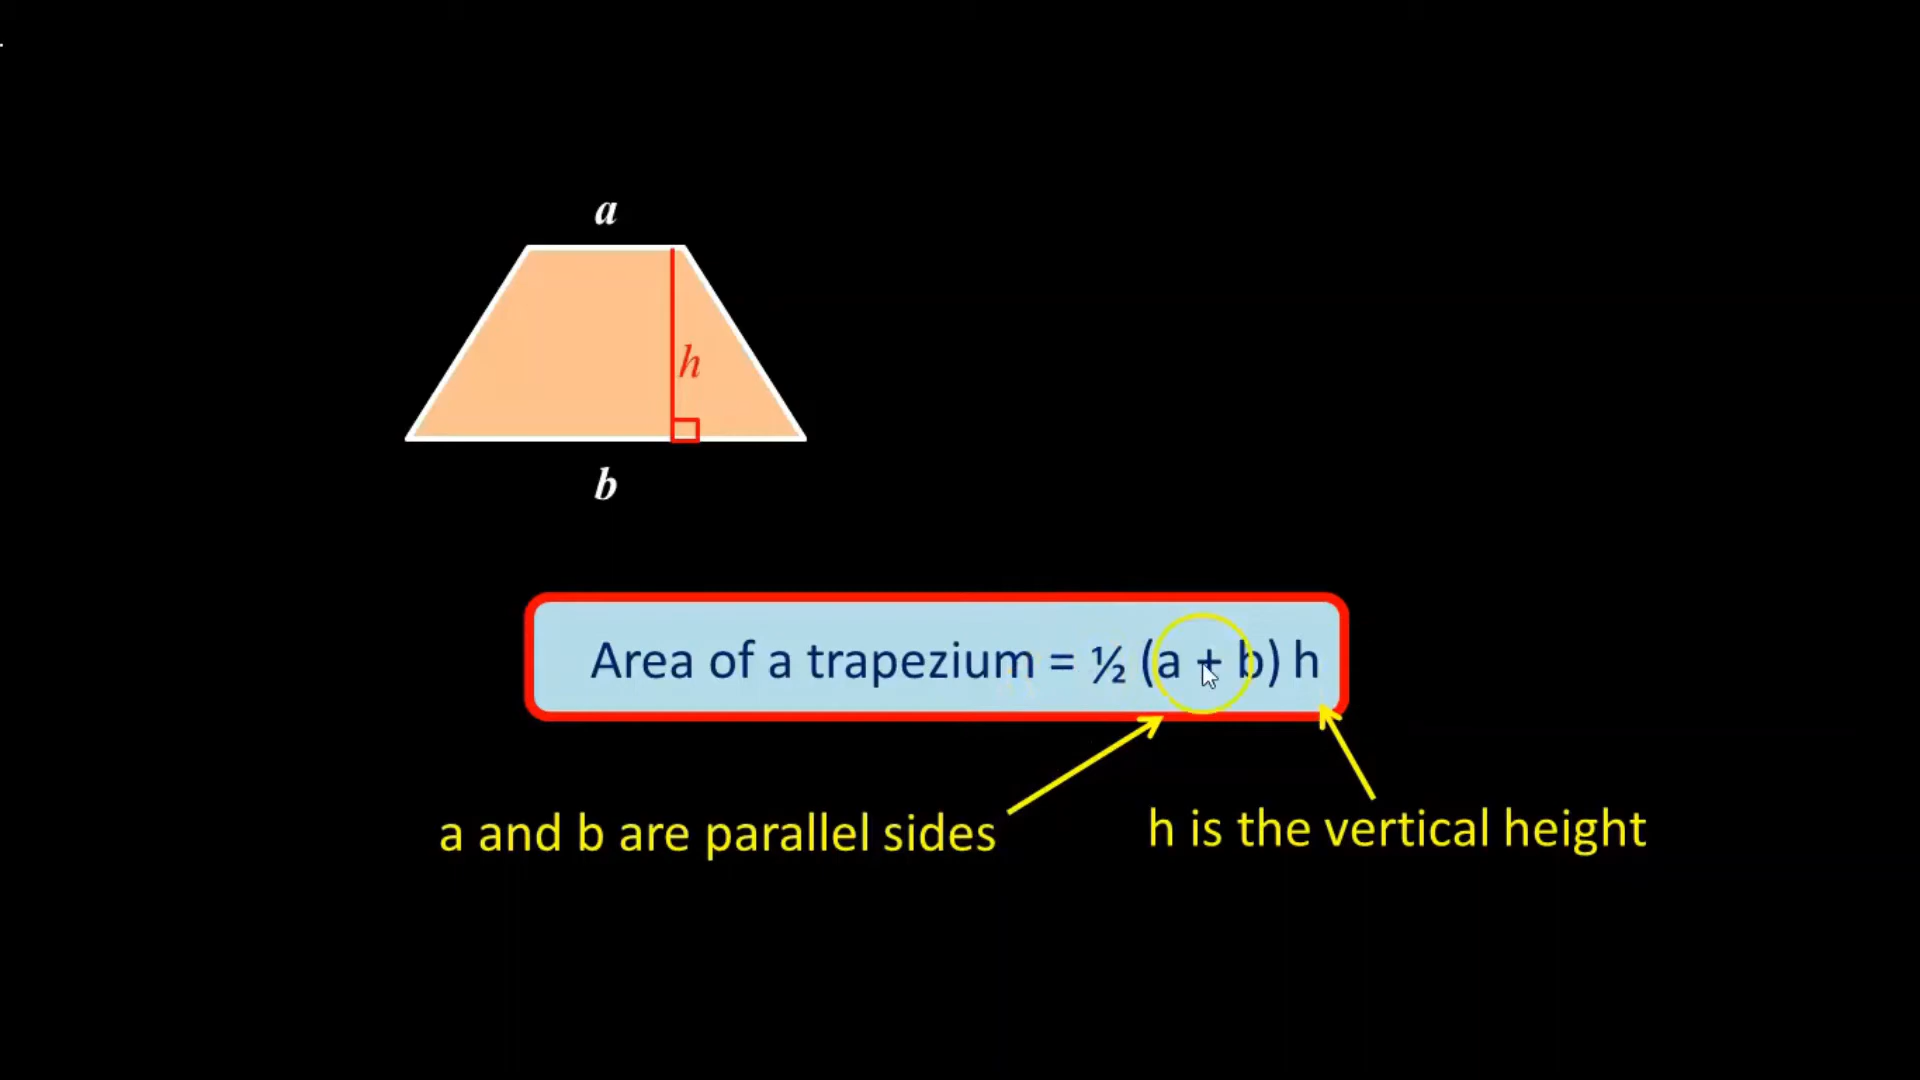 a
h
b
Area of a trapezium = ½ (a + b) h
a and b are parallel sides
h is the vertical height